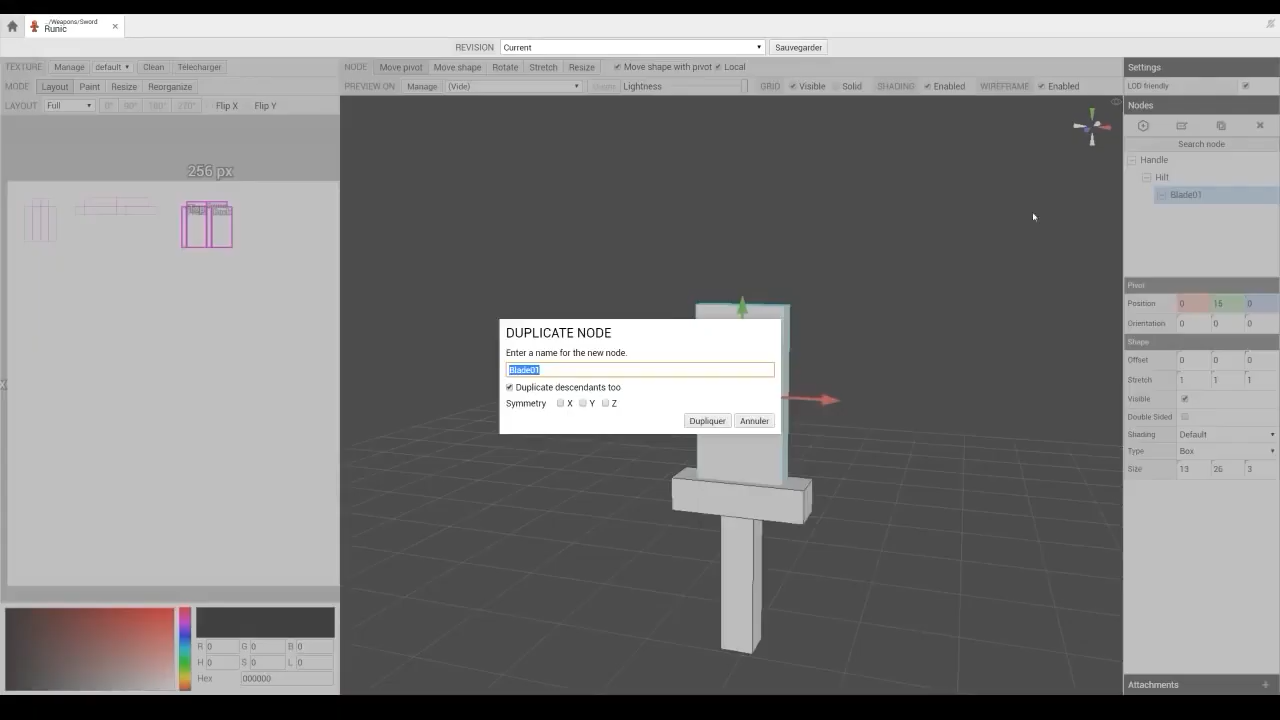 ../Weapons/Sword
Runic
REVISION Current Sauvegarder
TEXTURE Manage default Clean Télécharger
MODE Layout Paint Resize Reorganize
LAYOUT Full 0° 90° 180° 270° Flip X Flip Y
256 px
R 0 G 0 B 0
H 0 S 0 L 0
Hex 000000
NODE Move pivot Move shape Rotate Stretch Resize Move shape with pivot Local
PREVIEW ON Manage (Vide) Lightness GRID Visible Solid SHADING Enabled WIREFRAME Enabled
DUPLICATE NODE
Enter a name for the new node.
Blade01
Duplicate descendants too
Symmetry X Y Z
Dupliquer Annuler
Settings
LOD friendly
Nodes
Search node
Handle
Hilt
Blade01
Pivot
Position 0 15 0
Orientation 0 0 0
Shape
Offset 0 0 0
Stretch 1 1 1
Visible
Double Sided
Shading Default
Type Box
Size 13 26 3
Attachments